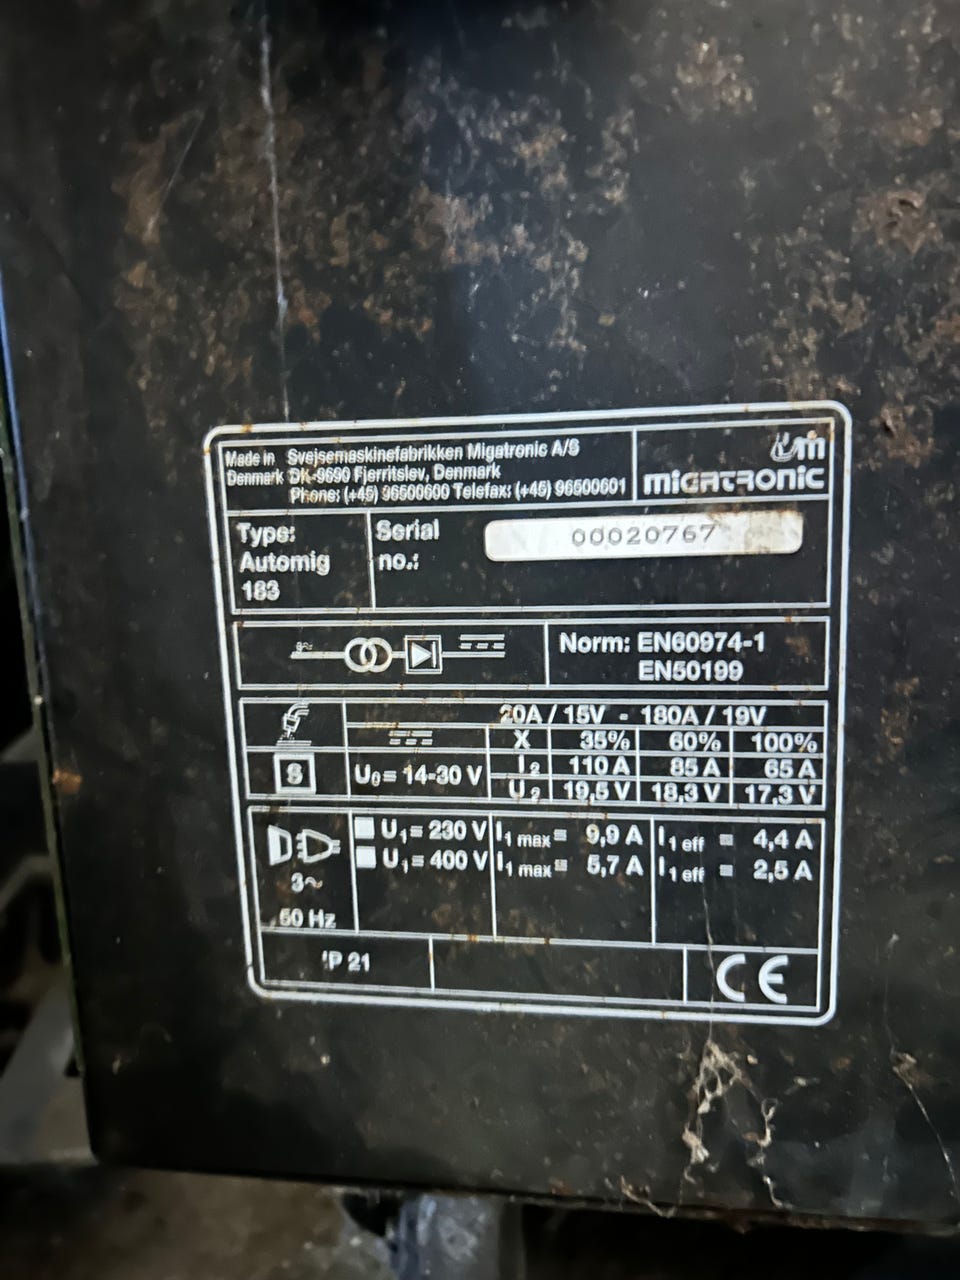 Made in Svejsemaskinefabrikken Migatronic A/S
Denmark DK-9690 Fjerritslev, Denmark
Phone: (+45) 96500600 Telefax: (+45) 96500601
migatronic
Type: Automig 183
Serial no.: 00020767
3~
Norm: EN60974-1
EN50199
20A / 15V - 180A / 19V
X 35% 60% 100%
S
U0= 14-30 V
I2 110 A 85 A 65 A
U2 19,5 V 18,3 V 17,3 V
U1= 230 V I1 max= 9,9 A I1 eff = 4,4 A
U1= 400 V I1 max= 5,7 A I1 eff = 2,5 A
3~
50 Hz
IP 21
CE